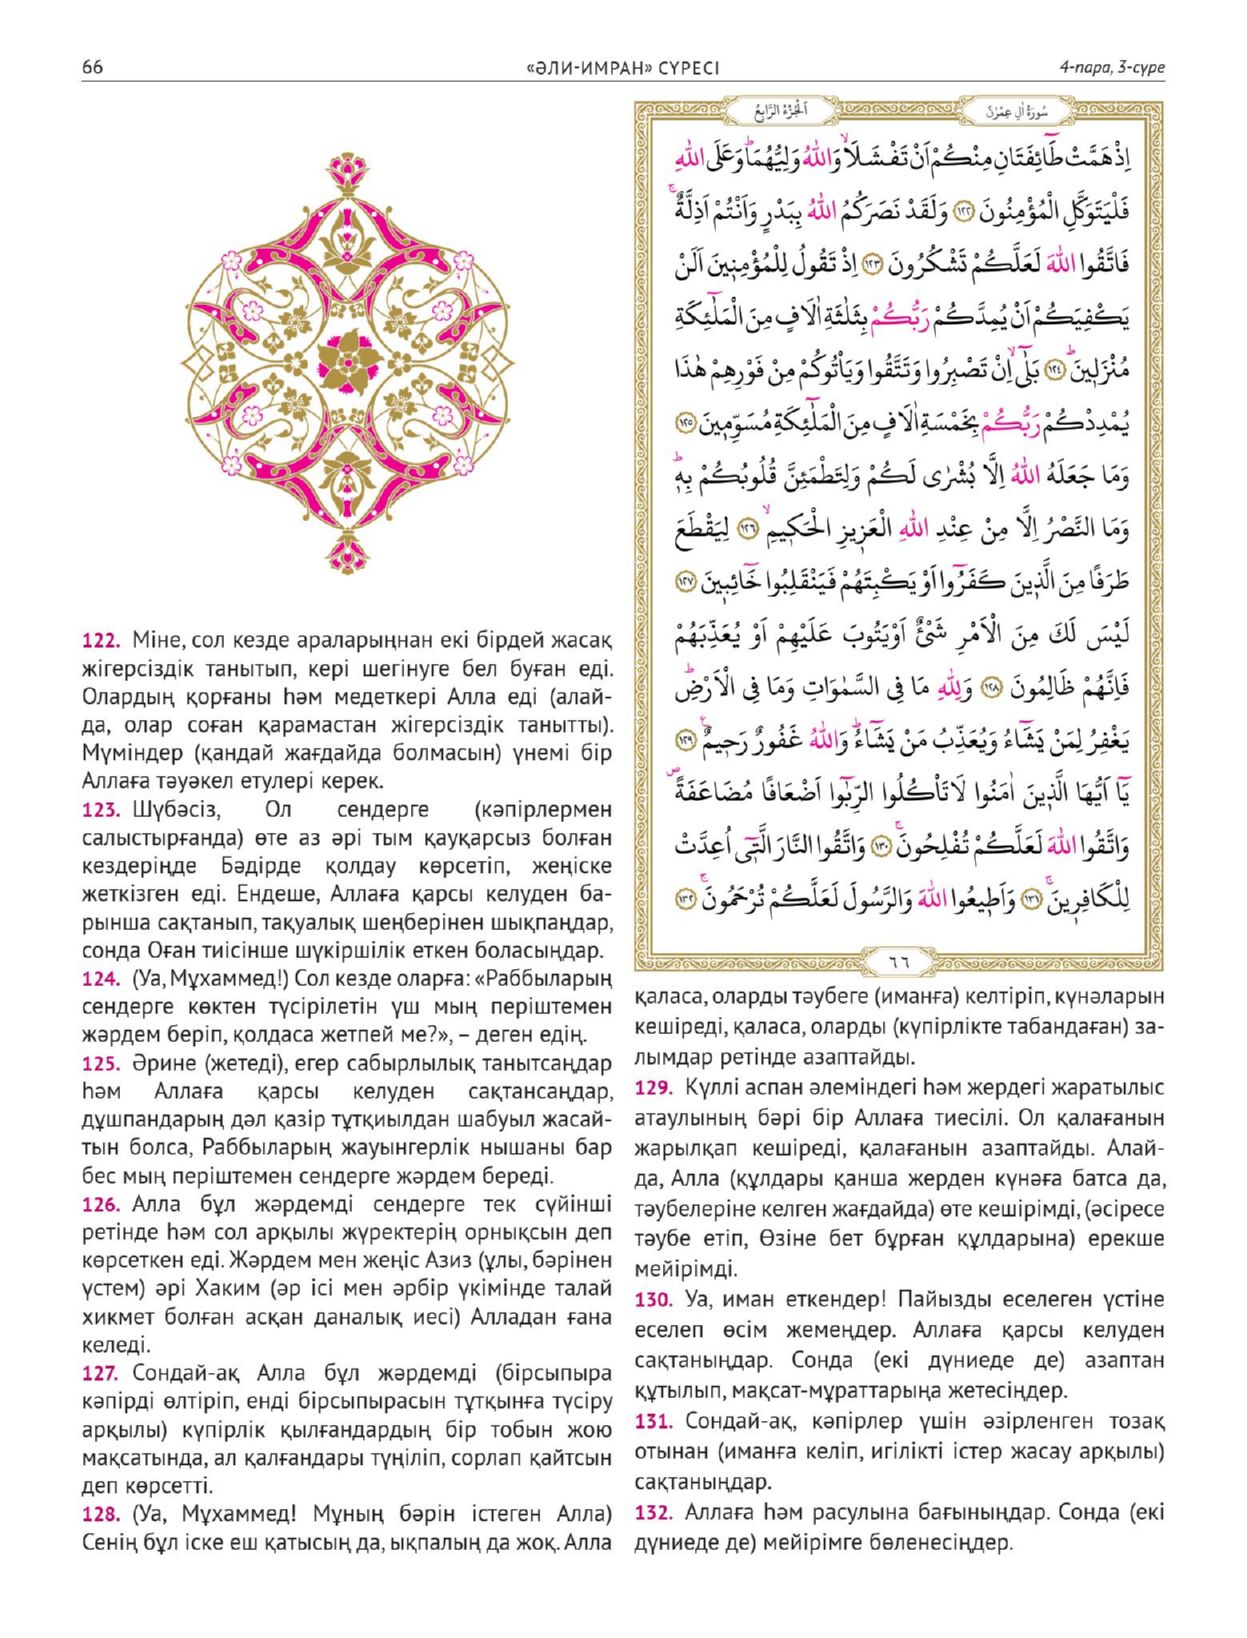 66
«ӘЛИ-ИМРАН» СҮРЕСІ
4-пара, 3-сүре
سُورَةُ اٰلِ عِمْرٰنَ
اَلْجُزْءُ الرَّابِعُ
اِذْ هَمَّتْ طَٓائِفَتَانِ مِنْكُمْ اَنْ تَفْشَلَاۙ وَاللّٰهُ وَلِيُّهُمَاۜ وَعَلَى اللّٰهِ
فَلْيَتَوَكَّلِ الْمُؤْمِنُونَ ﴿١٢٢﴾ وَلَقَدْ نَصَرَكُمُ اللّٰهُ بِبَدْرٍ وَاَنْتُمْ اَذِلَّةٌۚ
فَاتَّقُوا اللّٰهَ لَعَلَّكُمْ تَشْكُرُونَ ﴿١٢٣﴾ اِذْ تَقُولُ لِلْمُؤْمِنٖينَ اَلَنْ
يَكْفِيَكُمْ اَنْ يُمِدَّكُمْ رَبُّكُمْ بِثَلٰثَةِ اٰلَافٍ مِنَ الْمَلٰٓئِكَةِ
مُنْزَلٖينَۜ ﴿١٢٤﴾ بَلٰٓىۙ اِنْ تَصْبِرُوا وَتَتَّقُوا وَيَأْتُوكُمْ مِنْ فَوْرِهِمْ هٰذَا
يُمْدِدْكُمْ رَبُّكُمْ بِخَمْسَةِ اٰلَافٍ مِنَ الْمَلٰٓئِكَةِ مُسَوِّمٖينَ ﴿١٢٥﴾
وَمَا جَعَلَهُ اللّٰهُ اِلَّا بُشْرٰى لَكُمْ وَلِتَطْمَئِنَّ قُلُوبُكُمْ بِهٖۜ
وَمَا النَّصْرُ اِلَّا مِنْ عِنْدِ اللّٰهِ الْعَزٖيزِ الْحَكٖيمِۙ ﴿١٢٦﴾ لِيَقْطَعَ
طَرَفًا مِنَ الَّذٖينَ كَفَرُٓوا اَوْ يَكْبِتَهُمْ فَيَنْقَلِبُوا خَٓائِبٖينَ ﴿١٢٧﴾
لَيْسَ لَكَ مِنَ الْاَمْرِ شَيْءٌ اَوْ يَتُوبَ عَلَيْهِمْ اَوْ يُعَذِّبَهُمْ
فَاِنَّهُمْ ظَالِمُونَ ﴿١٢٨﴾ وَلِلّٰهِ مَا فِي السَّمٰوَاتِ وَمَا فِي الْاَرْضِۜ
يَغْفِرُ لِمَنْ يَشَٓاءُ وَيُعَذِّبُ مَنْ يَشَٓاءُۜ وَاللّٰهُ غَفُورٌ رَحٖيمٌࣖ ﴿١٢٩﴾
يَٓا اَيُّهَا الَّذٖينَ اٰمَنُوا لَا تَأْكُلُوا الرِّبٰٓوا اَضْعَافًا مُضَاعَفَةًۖ
وَاتَّقُوا اللّٰهَ لَعَلَّكُمْ تُفْلِحُونَۚ ﴿١٣٠﴾ وَاتَّقُوا النَّارَ الَّتٖٓي اُعِدَّتْ
لِلْكَافِرٖينَۚ ﴿١٣١﴾ وَاَطٖيعُوا اللّٰهَ وَالرَّسُولَ لَعَلَّكُمْ تُرْحَمُونَۚ ﴿١٣٢﴾
٦٦
122. Міне, сол кезде араларыңнан екі бірдей жасақ
жігерсіздік танытып, кері шегінуге бел буған еді.
Олардың қорғаны һәм медеткері Алла еді (алай-
да, олар соған қарамастан жігерсіздік танытты).
Мүміндер (қандай жағдайда болмасын) үнемі бір
Аллаға тәуәкел етулері керек.
123. Шүбәсіз, Ол сендерге (кәпірлермен
салыстырғанда) өте аз әрі тым қауқарсыз болған
кездеріңде Бәдірде қолдау көрсетіп, жеңіске
жеткізген еді. Ендеше, Аллаға қарсы келуден ба-
рынша сақтанып, тақуалық шеңберінен шықпаңдар,
сонда Оған тиісінше шүкіршілік еткен боласыңдар.
124. (Уа, Мұхаммед!) Сол кезде оларға: «Раббыларың
сендерге көктен түсірілетін үш мың періштемен
жәрдем беріп, қолдаса жетпей ме?», – деген едің.
125. Әрине (жетеді), егер сабырлылық танытсаңдар
һәм Аллаға қарсы келуден сақтансаңдар,
дұшпандарың дәл қазір тұтқиылдан шабуыл жасай-
тын болса, Раббыларың жауынгерлік нышаны бар
бес мың періштемен сендерге жәрдем береді.
126. Алла бұл жәрдемді сендерге тек сүйінші
ретінде һәм сол арқылы жүректерің орнықсын деп
көрсеткен еді. Жәрдем мен жеңіс Азиз (ұлы, бәрінен
үстем) әрі Хаким (әр ісі мен әрбір үкімінде талай
хикмет болған асқан даналық иесі) Алладан ғана
келеді.
127. Сондай-ақ Алла бұл жәрдемді (бірсыпыра
кәпірді өлтіріп, енді бірсыпырасын тұтқынға түсіру
арқылы) күпірлік қылғандардың бір тобын жою
мақсатында, ал қалғандары түңіліп, сорлап қайтсын
деп көрсетті.
128. (Уа, Мұхаммед! Мұның бәрін істеген Алла)
Сенің бұл іске еш қатысың да, ықпалың да жоқ. Алла
қаласа, оларды тәубеге (иманға) келтіріп, күнәларын
кешіреді, қаласа, оларды (күпірлікте табандаған) за-
лымдар ретінде азаптайды.
129. Күллі аспан әлеміндегі һәм жердегі жаратылыс
атаулының бәрі бір Аллаға тиесілі. Ол қалағанын
жарылқап кешіреді, қалағанын азаптайды. Алай-
да, Алла (құлдары қанша жерден күнәға батса да,
тәубелеріне келген жағдайда) өте кешірімді, (әсіресе
тәубе етіп, Өзіне бет бұрған құлдарына) ерекше
мейірімді.
130. Уа, иман еткендер! Пайызды еселеген үстіне
еселеп өсім жемеңдер. Аллаға қарсы келуден
сақтаныңдар. Сонда (екі дүниеде де) азаптан
құтылып, мақсат-мұраттарыңа жетесіңдер.
131. Сондай-ақ, кәпірлер үшін әзірленген тозақ
отынан (иманға келіп, игілікті істер жасау арқылы)
сақтаныңдар.
132. Аллаға һәм расулына бағыныңдар. Сонда (екі
дүниеде де) мейірімге бөленесіңдер.